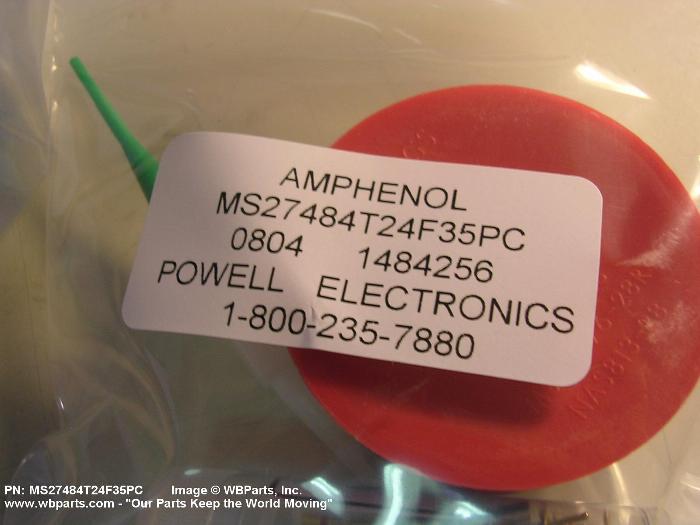 AMPHENOL
MS27484T24F35PC
0804 1484256
POWELL ELECTRONICS
1-800-235-7880
PN: MS27484T24F35PC Image © WBParts, Inc.
www.wbparts.com - "Our Parts Keep the World Moving"